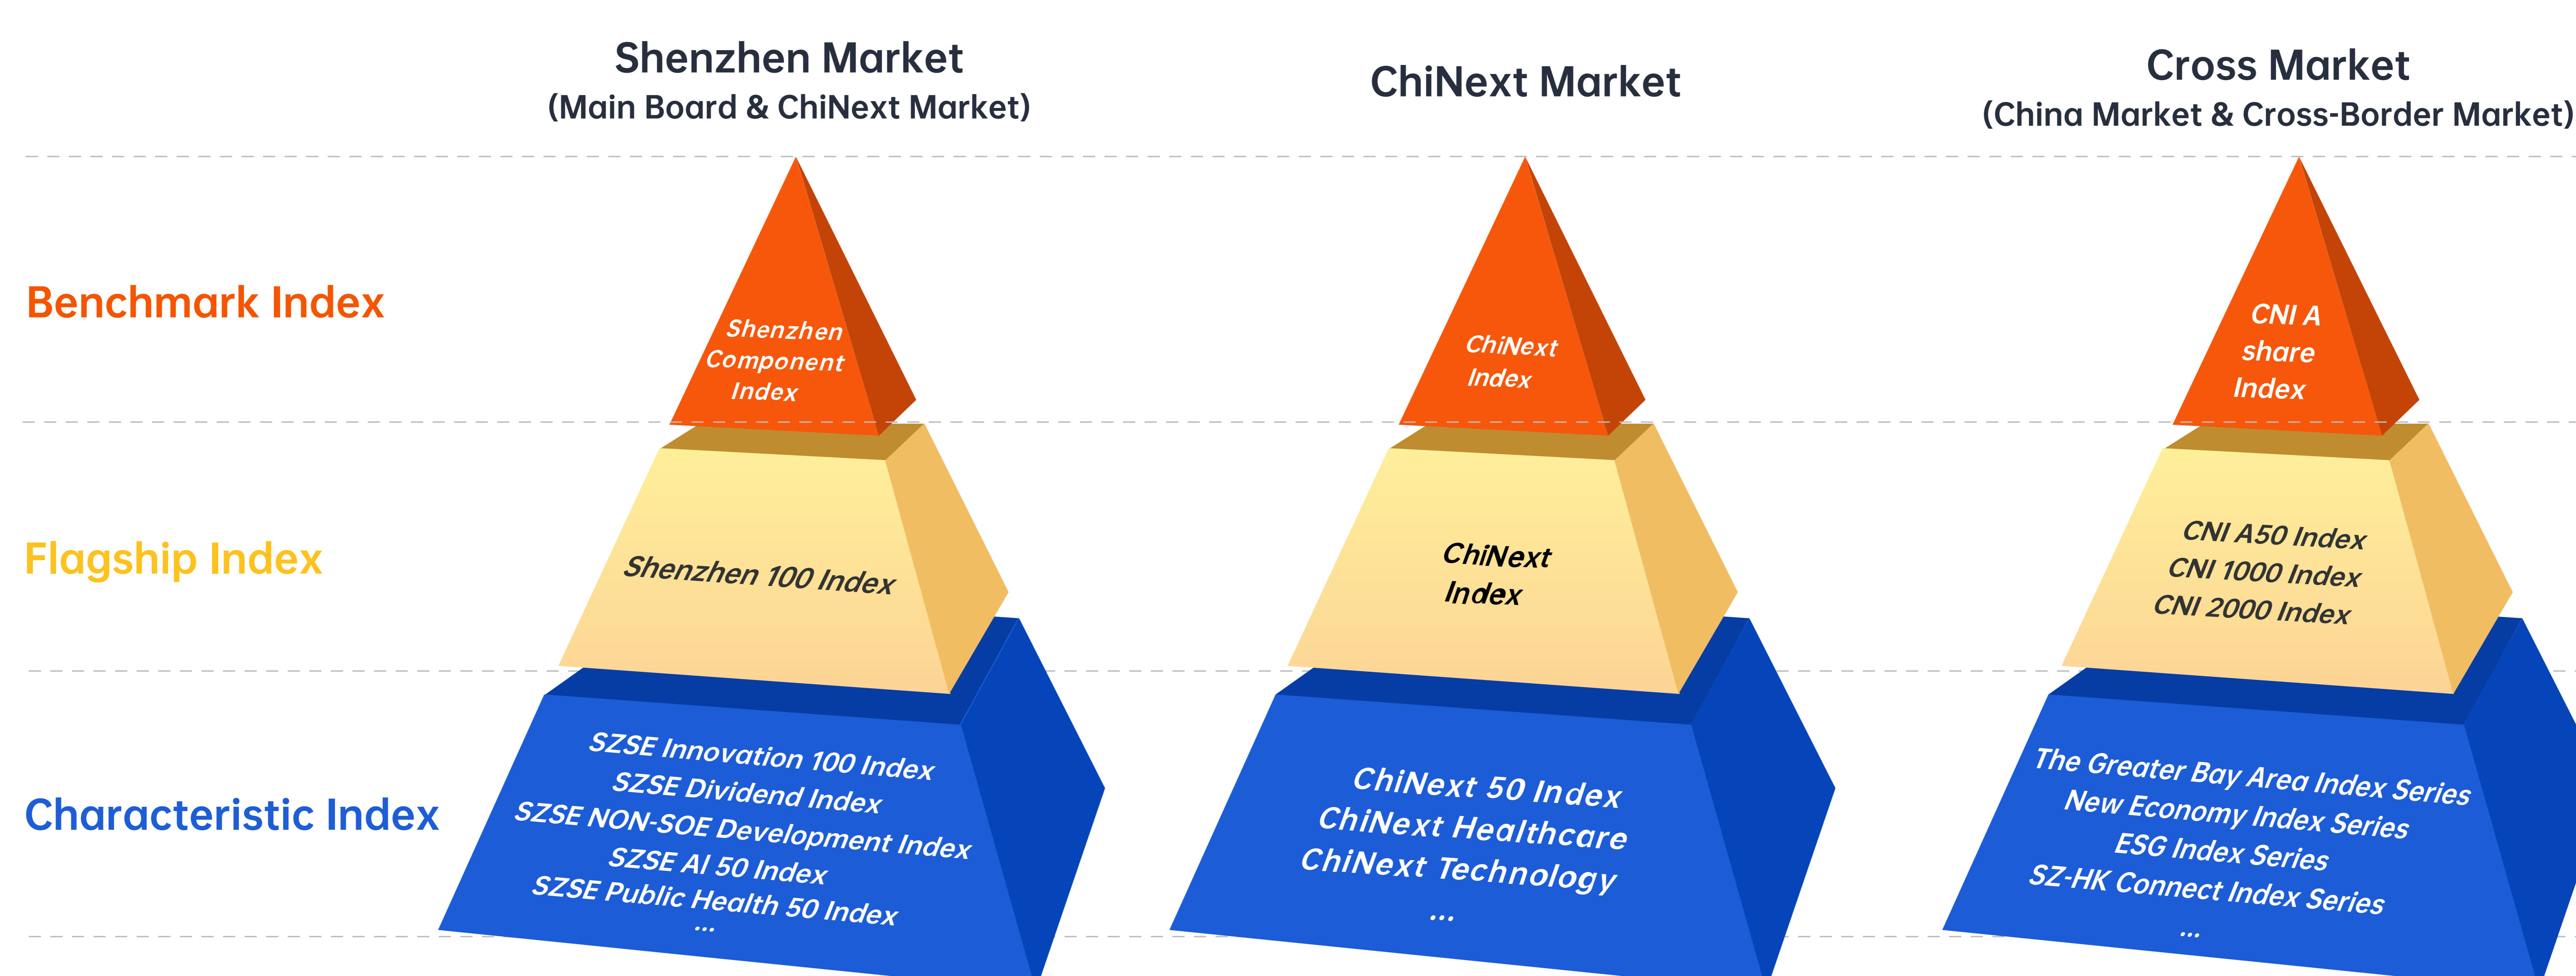 Shenzhen Market
(Main Board & ChiNext Market)
ChiNext Market
Cross Market
(China Market & Cross-Border Market)
Benchmark Index
Shenzhen
Component
Index
ChiNext
Index
CNI A
share
Index
Flagship Index
Shenzhen 100 Index
ChiNext
Index
CNI A50 Index
CNI 1000 Index
CNI 2000 Index
Characteristic Index
SZSE Innovation 100 Index
SZSE Dividend Index
SZSE NON-SOE Development Index
SZSE AI 50 Index
SZSE Public Health 50 Index
...
ChiNext 50 Index
ChiNext Healthcare
ChiNext Technology
...
The Greater Bay Area Index Series
New Economy Index Series
ESG Index Series
SZ-HK Connect Index Series
...